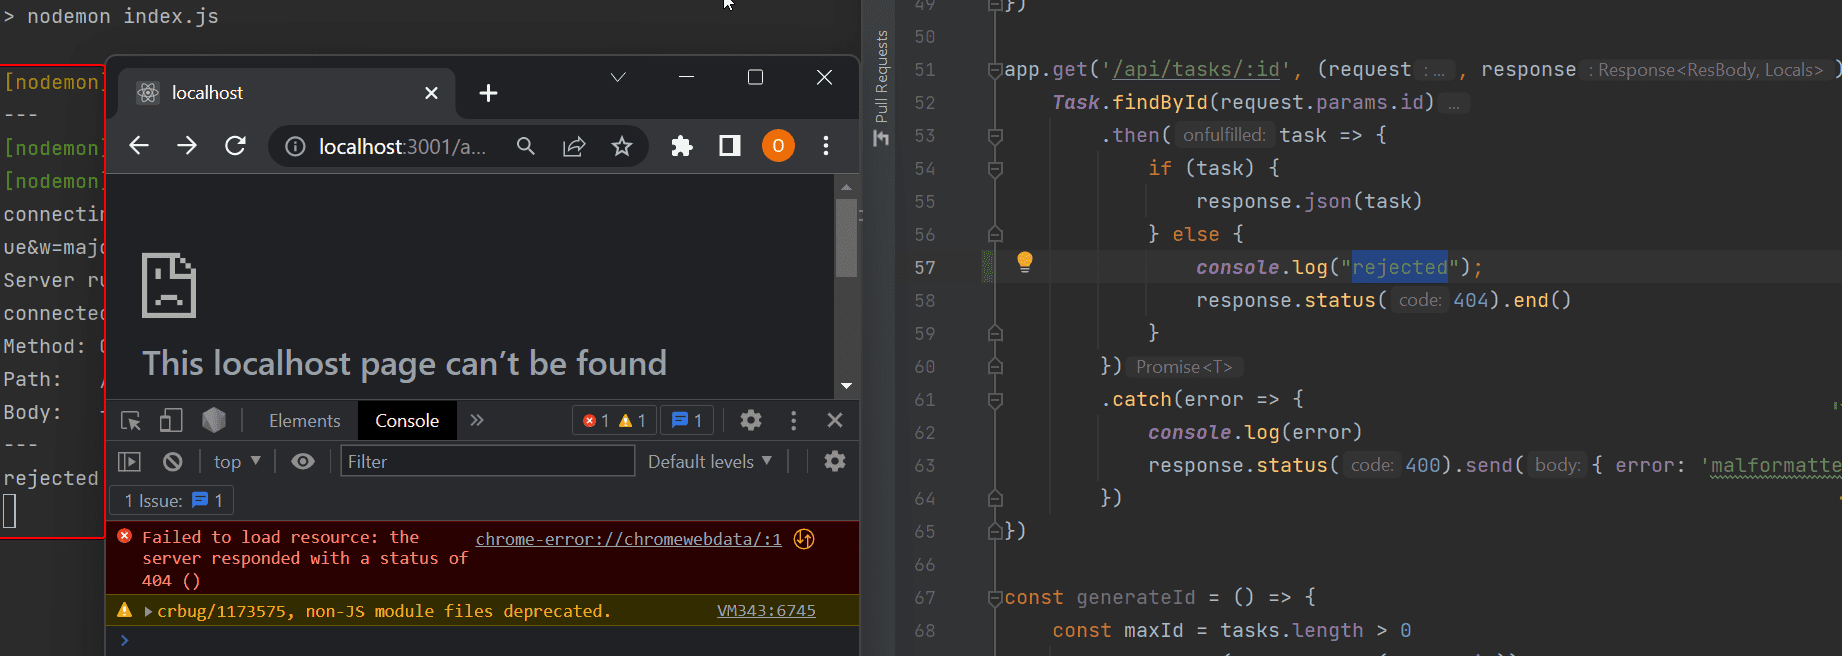 > nodemon index.js
[nodemon]
---
[nodemon]
[nodemon]
connectin
ue&w=majo
Server ru
connected
Method:
Path: /
Body:
---
rejected
localhost
localhost:3001/a...
O
This localhost page can't be found
Elements
Console
»
1
1
1
top
Filter
Default levels
1 Issue: 1
Failed to load resource: the
server responded with a status of
404 ()
chrome-error://chromewebdata/:1
crbug/1173575, non-JS module files deprecated.
VM343:6745
>
Pull Requests
49 })
50
51 app.get('/api/tasks/:id', (request : ... , response : Response<ResBody, Locals> )
52 Task.findById(request.params.id) ...
53 .then( onfulfilled: task => {
54 if (task) {
55 response.json(task)
56 } else {
57 console.log("rejected");
58 response.status( code: 404).end()
59 }
60 }) Promise<T>
61 .catch(error => {
62 console.log(error)
63 response.status( code: 400).send( body: { error: 'malformatte
64 })
65 })
66
67 const generateId = () => {
68 const maxId = tasks.length > 0